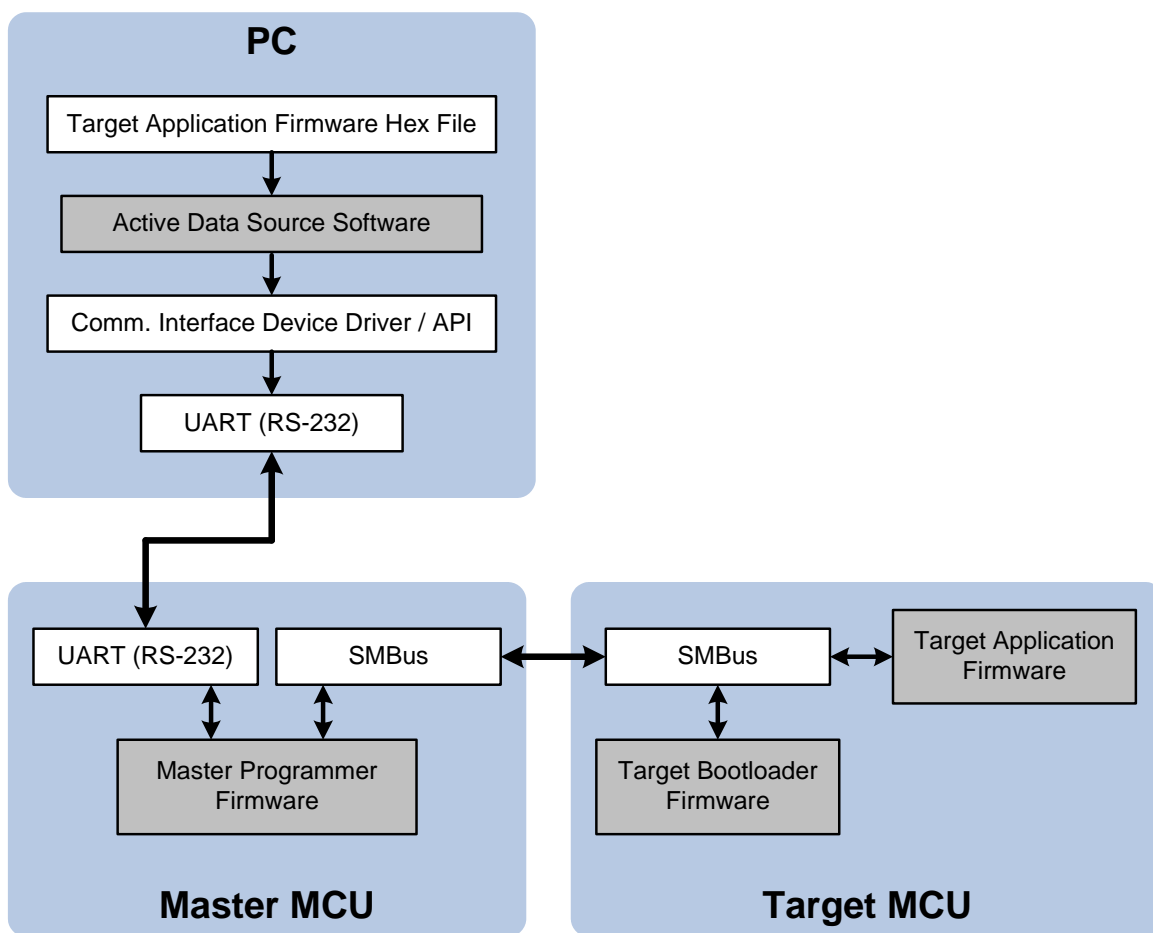 PC
Target Application Firmware Hex File
Active Data Source Software
Comm. Interface Device Driver / API
UART (RS-232)
UART (RS-232)
SMBus
Master Programmer
Firmware
Master MCU
SMBus
Target Application
Firmware
Target Bootloader
Firmware
Target MCU